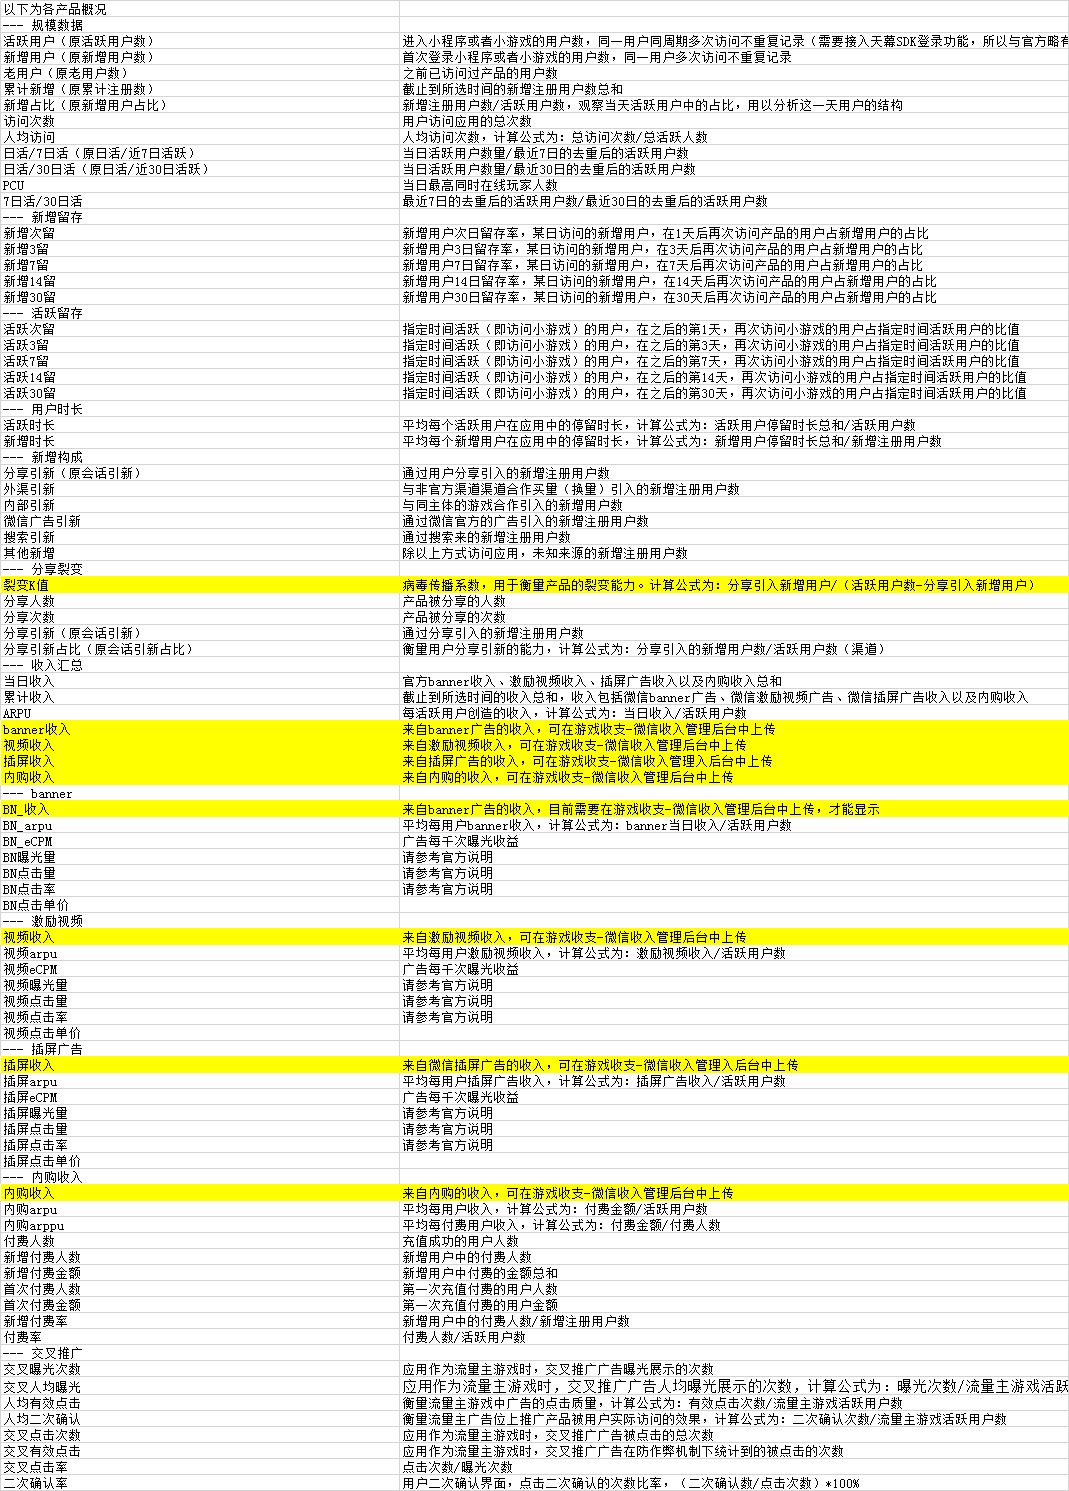 以下为各产品概况
--- 规模数据
活跃用户（原活跃用户数） 进入小程序或者小游戏的用户数，同一用户同周期多次访问不重复记录（需要接入天幕SDK登录功能，所以与官方略有
新增用户（原新增用户数） 首次登录小程序或者小游戏的用户数，同一用户多次访问不重复记录
老用户（原老用户数） 之前已访问过产品的用户数
累计新增（原累计注册数） 截止到所选时间的新增注册用户数总和
新增占比（原新增用户占比） 新增注册用户数/活跃用户数，观察当天活跃用户中的占比，用以分析这一天用户的结构
访问次数 用户访问应用的总次数
人均访问 人均访问次数，计算公式为：总访问次数/总活跃人数
日活/7日活（原日活/近7日活跃） 当日活跃用户数量/最近7日的去重后的活跃用户数
日活/30日活（原日活/近30日活跃） 当日活跃用户数量/最近30日的去重后的活跃用户数
PCU 当日最高同时在线玩家人数
7日活/30日活 最近7日的去重后的活跃用户数/最近30日的去重后的活跃用户数
--- 新增留存
新增次留 新增用户次日留存率，某日访问的新增用户，在1天后再次访问产品的用户占新增用户的占比
新增3留 新增用户3日留存率，某日访问的新增用户，在3天后再次访问产品的用户占新增用户的占比
新增7留 新增用户7日留存率，某日访问的新增用户，在7天后再次访问产品的用户占新增用户的占比
新增14留 新增用户14日留存率，某日访问的新增用户，在14天后再次访问产品的用户占新增用户的占比
新增30留 新增用户30日留存率，某日访问的新增用户，在30天后再次访问产品的用户占新增用户的占比
--- 活跃留存
活跃次留 指定时间活跃（即访问小游戏）的用户，在之后的第1天，再次访问小游戏的用户占指定时间活跃用户的比值
活跃3留 指定时间活跃（即访问小游戏）的用户，在之后的第3天，再次访问小游戏的用户占指定时间活跃用户的比值
活跃7留 指定时间活跃（即访问小游戏）的用户，在之后的第7天，再次访问小游戏的用户占指定时间活跃用户的比值
活跃14留 指定时间活跃（即访问小游戏）的用户，在之后的第14天，再次访问小游戏的用户占指定时间活跃用户的比值
活跃30留 指定时间活跃（即访问小游戏）的用户，在之后的第30天，再次访问小游戏的用户占指定时间活跃用户的比值
--- 用户时长
活跃时长 平均每个活跃用户在应用中的停留时长，计算公式为：活跃用户停留时长总和/活跃用户数
新增时长 平均每个新增用户在应用中的停留时长，计算公式为：新增用户停留时长总和/新增注册用户数
--- 新增构成
分享引新（原会话引新） 通过用户分享引入的新增注册用户数
外渠引新 与非官方渠道渠道合作买量（换量）引入的新增注册用户数
内部引新 与同主体的游戏合作引入的新增用户数
微信广告引新 通过微信官方的广告引入的新增注册用户数
搜索引新 通过搜索来的新增注册用户数
其他新增 除以上方式访问应用，未知来源的新增注册用户数
--- 分享裂变
裂变K值 病毒传播系数，用于衡量产品的裂变能力。计算公式为：分享引入新增用户/（活跃用户数-分享引入新增用户）
分享人数 产品被分享的人数
分享次数 产品被分享的次数
分享引新（原会话引新） 通过分享引入的新增注册用户数
分享引新占比（原会话引新占比） 衡量用户分享引新的能力，计算公式为：分享引入的新增用户数/活跃用户数（渠道）
--- 收入汇总
当日收入 官方banner收入、激励视频收入、插屏广告收入以及内购收入总和
累计收入 截止到所选时间的收入总和，收入包括微信banner广告、微信激励视频广告、微信插屏广告收入以及内购收入
ARPU 每活跃用户创造的收入，计算公式为：当日收入/活跃用户数
banner收入 来自banner广告的收入，可在游戏收支-微信收入管理后台中上传
视频收入 来自激励视频收入，可在游戏收支-微信收入管理后台中上传
插屏收入 来自插屏广告的收入，可在游戏收支-微信收入管理入后台中上传
内购收入 来自内购的收入，可在游戏收支-微信收入管理后台中上传
--- banner
BN_收入 来自banner广告的收入，目前需要在游戏收支-微信收入管理后台中上传，才能显示
BN_arpu 平均每用户banner收入，计算公式为：banner当日收入/活跃用户数
BN_eCPM 广告每千次曝光收益
BN曝光量 请参考官方说明
BN点击量 请参考官方说明
BN点击率 请参考官方说明
BN点击单价
--- 激励视频
视频收入 来自激励视频收入，可在游戏收支-微信收入管理后台中上传
视频arpu 平均每用户激励视频收入，计算公式为：激励视频收入/活跃用户数
视频eCPM 广告每千次曝光收益
视频曝光量 请参考官方说明
视频点击量 请参考官方说明
视频点击率 请参考官方说明
视频点击单价
--- 插屏广告
插屏收入 来自微信插屏广告的收入，可在游戏收支-微信收入管理入后台中上传
插屏arpu 平均每用户插屏广告收入，计算公式为：插屏广告收入/活跃用户数
插屏eCPM 广告每千次曝光收益
插屏曝光量 请参考官方说明
插屏点击量 请参考官方说明
插屏点击率 请参考官方说明
插屏点击单价
--- 内购收入
内购收入 来自内购的收入，可在游戏收支-微信收入管理后台中上传
内购arpu 平均每用户收入，计算公式为：付费金额/活跃用户数
内购arppu 平均每付费用户收入，计算公式为：付费金额/付费人数
付费人数 充值成功的用户人数
新增付费人数 新增用户中的付费人数
新增付费金额 新增用户中付费的金额总和
首次付费人数 第一次充值付费的用户人数
首次付费金额 第一次充值付费的用户金额
新增付费率 新增用户中的付费人数/新增注册用户数
付费率 付费人数/活跃用户数
--- 交叉推广
交叉曝光次数 应用作为流量主游戏时，交叉推广广告曝光展示的次数
交叉人均曝光 应用作为流量主游戏时，交叉推广广告人均曝光展示的次数，计算公式为：曝光次数/流量主游戏活跃
人均有效点击 衡量流量主游戏中广告的点击质量，计算公式为：有效点击次数/流量主游戏活跃用户数
人均二次确认 衡量流量主广告位上推广产品被用户实际访问的效果，计算公式为：二次确认次数/流量主游戏活跃用户数
交叉点击次数 应用作为流量主游戏时，交叉推广广告被点击的总次数
交叉有效点击 应用作为流量主游戏时，交叉推广广告在防作弊机制下统计到的被点击的次数
交叉点击率 点击次数/曝光次数
二次确认率 用户二次确认界面，点击二次确认的次数比率，（二次确认数/点击次数）*100%